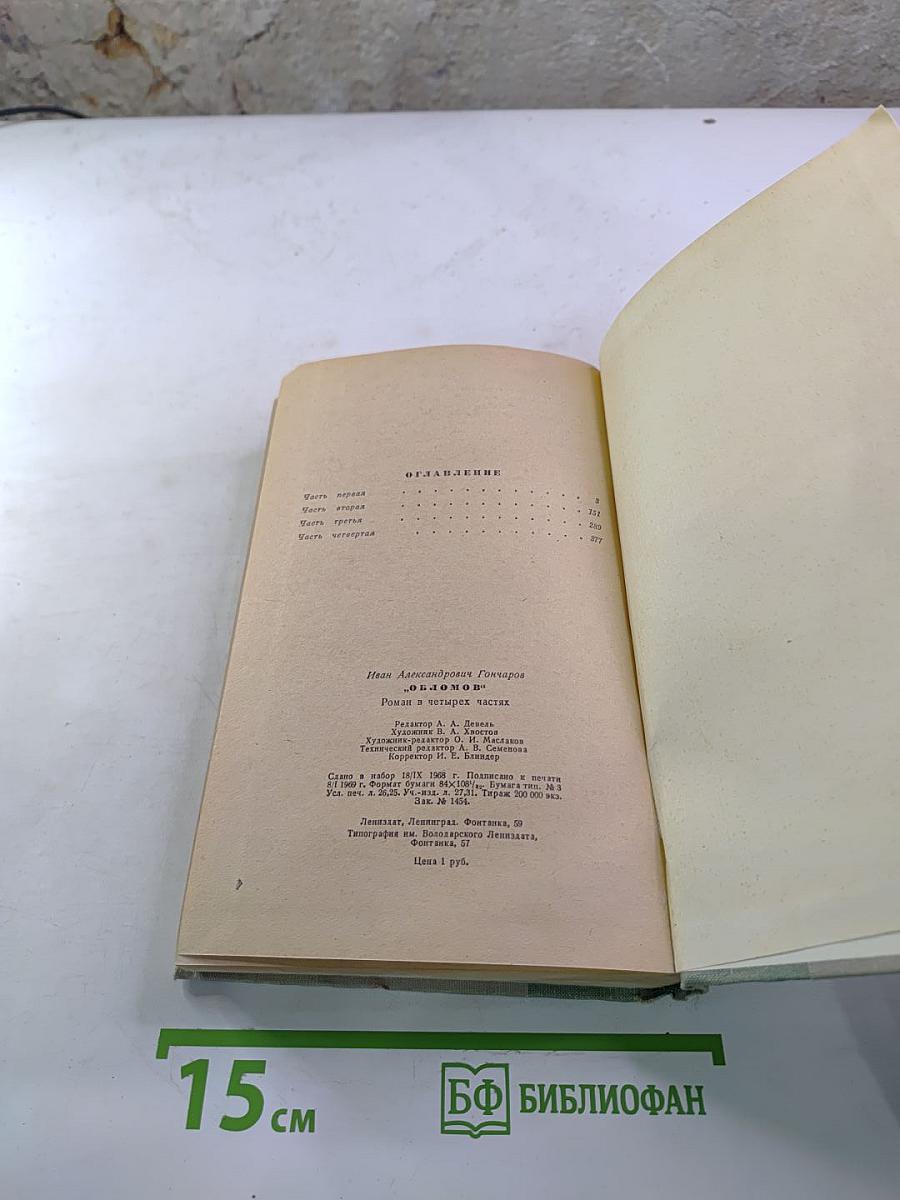 ОГЛАВЛЕНИЕ
Часть первая . . . . . . . . . . . . 3
Часть вторая . . . . . . . . . . . . 151
Часть третья . . . . . . . . . . . . 289
Часть четвертая . . . . . . . . . . . 377
Иван Александрович Гончаров
„ОБЛОМОВ“
Роман в четырех частях
Редактор А. А. Девель
Художник В. А. Хвостов
Художник-редактор О. И. Маслаков
Технический редактор А. В. Семенова
Корректор И. Е. Блиндер
Сдано в набор 18/IX 1968 г. Подписано к печати
8/I 1969 г. Формат бумаги 84×108¹/₃₂. Бумага тип. № 3
Усл. печ. л. 26,25. Уч.-изд. л. 27,31. Тираж 200 000 экз.
Зак. № 1454.
Лениздат, Ленинград. Фонтанка, 59
Типография им. Володарского Лениздата,
Фонтанка, 57
Цена 1 руб.
15 см
БФ БИБЛИОФАН